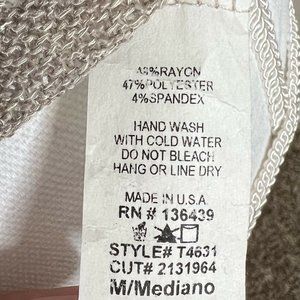 49%RAYON
47%POLYESTER
4%SPANDEX
HAND WASH
WITH COLD WATER
DO NOT BLEACH
HANG OR LINE DRY
MADE IN U.S.A.
RN# 136439
STYLE# T4631
CUT# 2131964
M/Mediano